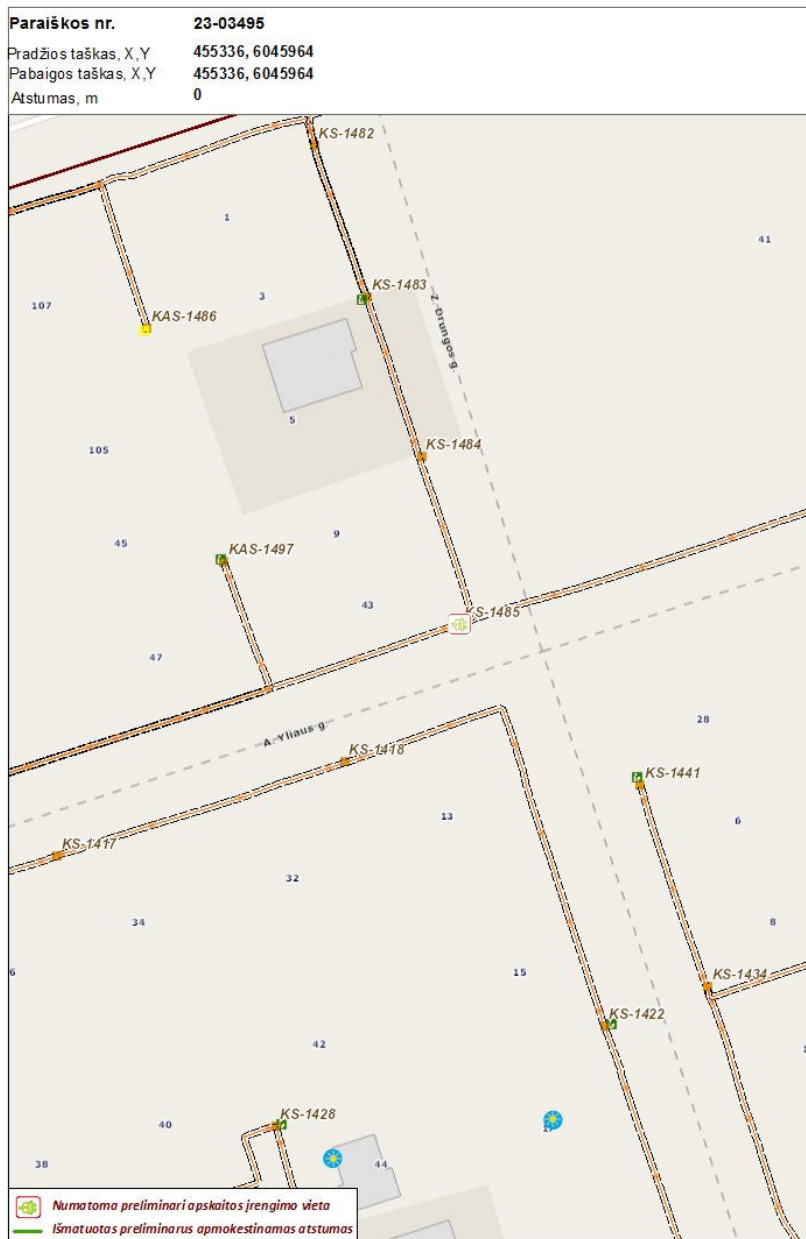 Paraiškos nr. 23-03495
Pradžios taškas, X,Y 455336, 6045964
Pabaigos taškas, X,Y 455336, 6045964
Atstumas, m 0
KS-1482
1
41
KS-1483
3
107
KAS-1486
Z. Drungos g.
5
KS-1484
105
9
45
KAS-1497
43
KS-1485
47
28
A. Yliaus g.
KS-1418
KS-1441
13
6
KS-1417
32
34
8
6
15
KS-1434
KS-1422
42
40
KS-1428
38
44
Numatoma preliminari apskaitos įrengimo vieta
Išmatuotas preliminarus apmokestinamas atstumas